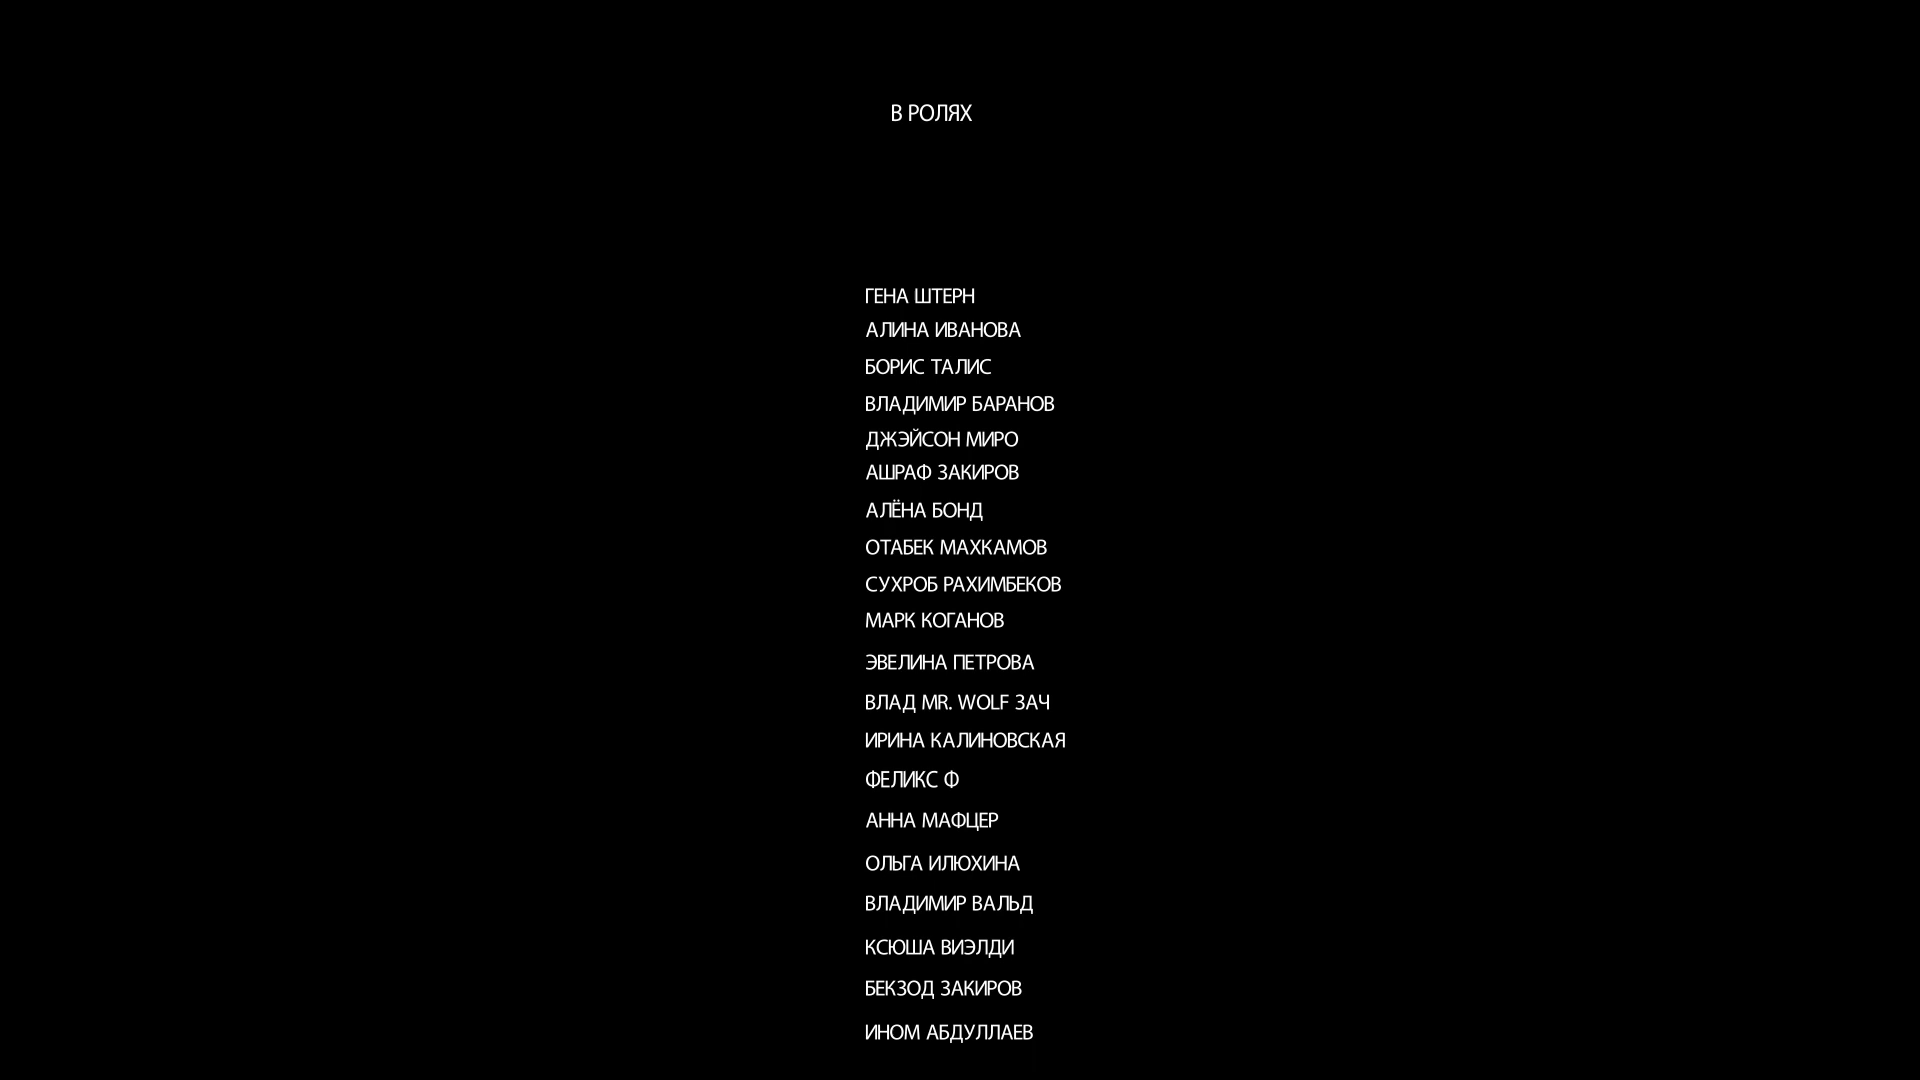 В РОЛЯХ
ГЕНА ШТЕРН
АЛИНА ИВАНОВА
БОРИС ТАЛИС
ВЛАДИМИР БАРАНОВ
ДЖЭЙСОН МИРО
АШРАФ ЗАКИРОВ
АЛЁНА БОНД
ОТАБЕК МАХКАМОВ
СУХРОБ РАХИМБЕКОВ
МАРК КОГАНОВ
ЭВЕЛИНА ПЕТРОВА
ВЛАД MR. WOLF ЗАЧ
ИРИНА КАЛИНОВСКАЯ
ФЕЛИКС Ф
АННА МАФЦЕР
ОЛЬГА ИЛЮХИНА
ВЛАДИМИР ВАЛЬД
КСЮША ВИЭЛДИ
БЕКЗОД ЗАКИРОВ
ИНОМ АБДУЛЛАЕВ